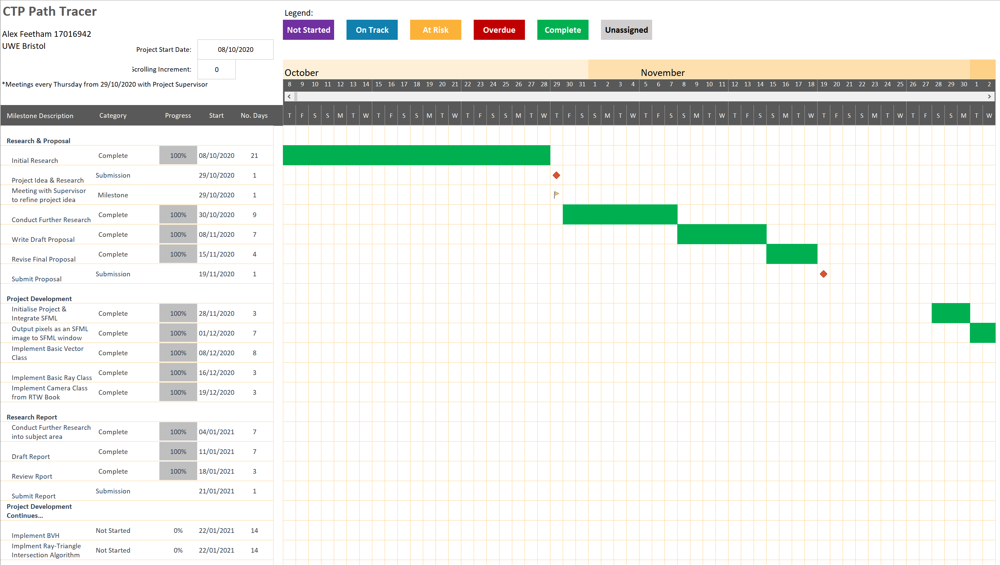 CTP Path Tracer
Legend:
Not Started On Track At Risk Overdue Complete Unassigned
Alex Feetham 17016942
UWE Bristol
Project Start Date: 08/10/2020
Scrolling Increment: 0
October November
*Meetings every Thursday from 29/10/2020 with Project Supervisor
8 9 10 11 12 13 14 15 16 17 18 19 20 21 22 23 24 25 26 27 28 29 30 31 1 2 3 4 5 6 7 8 9 10 11 12 13 14 15 16 17 18 19 20 21 22 23 24 25 26 27 28 29 30 1 2
Milestone Description Category Progress Start No. Days T F S S M T W T F S S M T W T F S S M T W T F S S M T W T F S S M T W T F S S M T W T F S S M T W T F S S M T W
Research & Proposal
Initial Research Complete 100% 08/10/2020 21
Project Idea & Research Submission 29/10/2020 1
Meeting with Supervisor
to refine project idea Milestone 29/10/2020 1
Conduct Further Research Complete 100% 30/10/2020 9
Write Draft Proposal Complete 100% 08/11/2020 7
Revise Final Proposal Complete 100% 15/11/2020 4
Submit Proposal Submission 19/11/2020 1
Project Development
Initialise Project &
Integrate SFML Complete 100% 28/11/2020 3
Output pixels as an SFML
image to SFML window Complete 100% 01/12/2020 7
Implement Basic Vector
Class Complete 100% 08/12/2020 8
Implement Basic Ray Class Complete 100% 16/12/2020 3
Implement Camera Class
from RTW Book Complete 100% 19/12/2020 3
Research Report
Conduct Further Research
into subject area Complete 100% 04/01/2021 7
Draft Report Complete 100% 11/01/2021 7
Review Rport Complete 100% 18/01/2021 3
Submit Report Submission 21/01/2021 1
Project Development
Continues...
Implement BVH Not Started 0% 22/01/2021 14
Implment Ray-Triangle
Intersection Algorithm Not Started 0% 22/01/2021 14